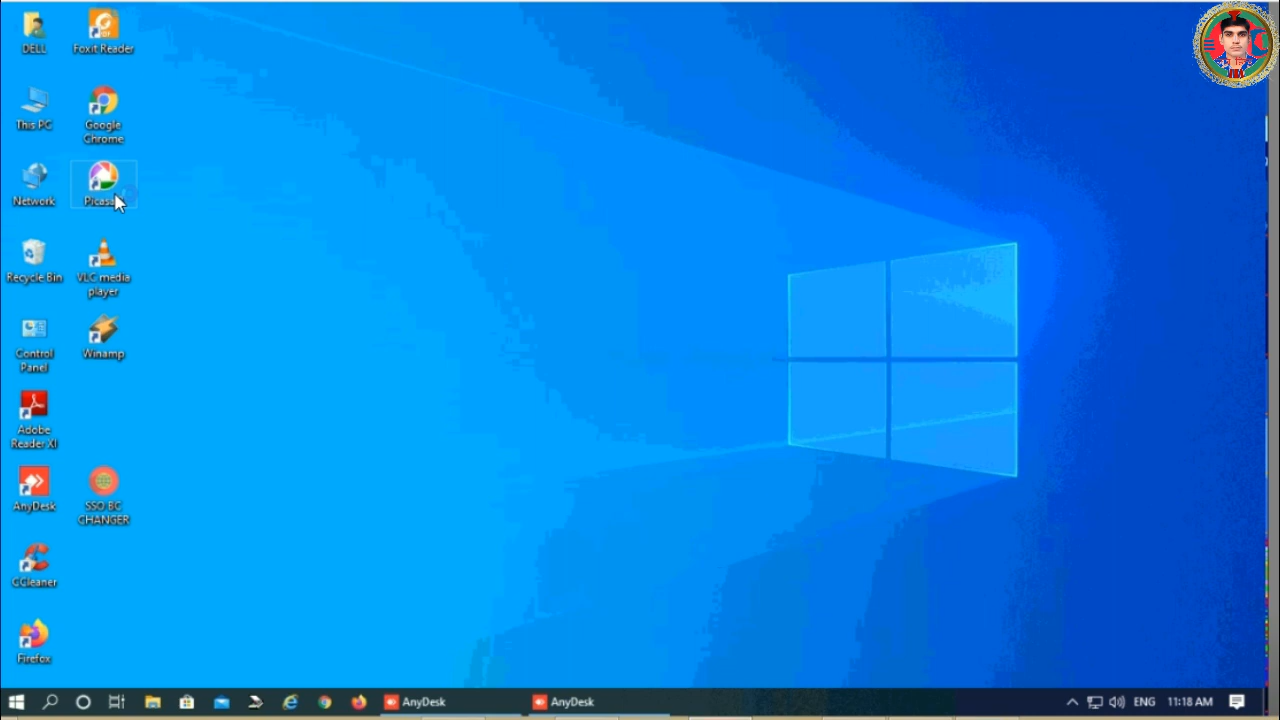 DELL
Foxit Reader
This PC
Google
Chrome
Network
Picasa
Recycle Bin
VLC media
player
Control
Panel
Winamp
Adobe
Reader XI
AnyDesk
SSO BC
CHANGER
CCleaner
Firefox
AnyDesk
AnyDesk
ENG
11:18 AM